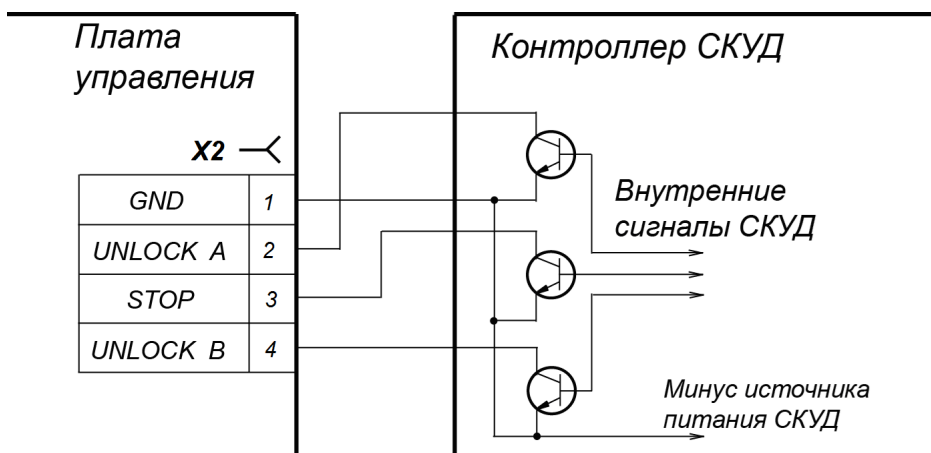 Плата
управления
Контроллер СКУД
X2
GND 1
UNLOCK A 2
STOP 3
UNLOCK B 4
Внутренние
сигналы СКУД
Минус источника
питания СКУД